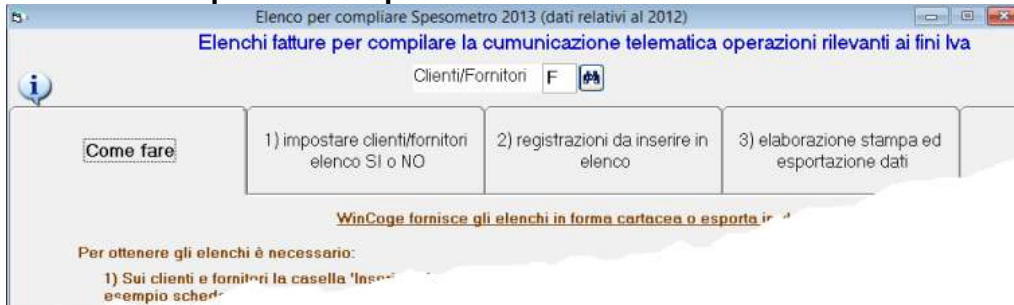 Elenco per compliare Spesometro 2013 (dati relativi al 2012)
Elenchi fatture per compilare la cumunicazione telematica operazioni rilevanti ai fini Iva
Clienti/Fornitori F
Come fare
1) impostare clienti/fornitori elenco SI o NO
2) registrazioni da inserire in elenco
3) elaborazione stampa ed esportazione dati
WinCoge fornisce gli elenchi in forma cartacea o esporta
Per ottenere gli elenchi è necessario:
1) Sui clienti e fornitori la casella
esempio